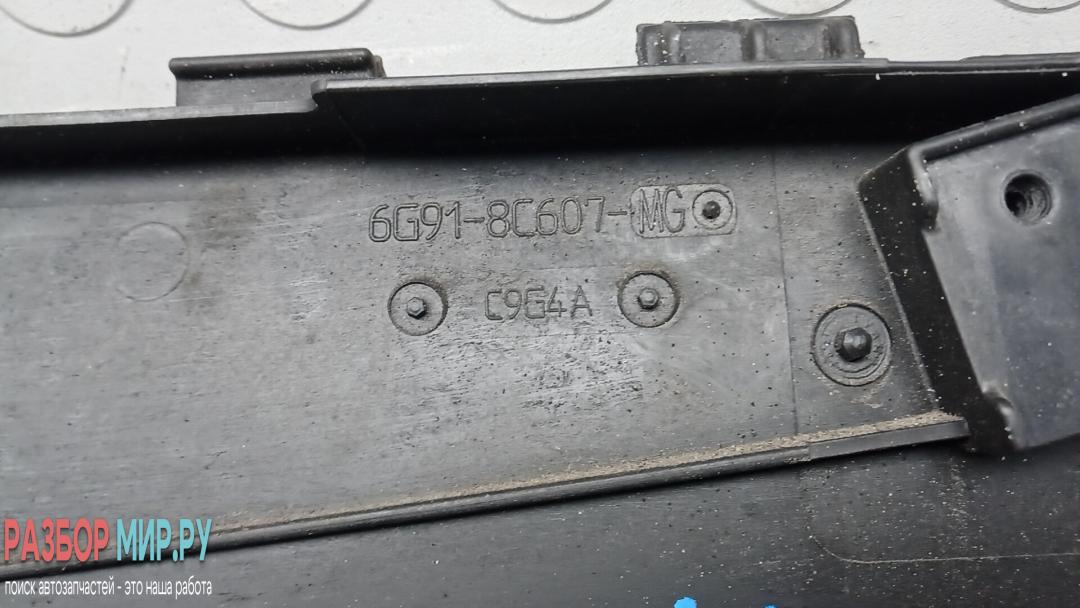 6G91-8C607-MG
C9G4A
РАЗБОР МИР.РУ
поиск автозапчастей - это наша работа